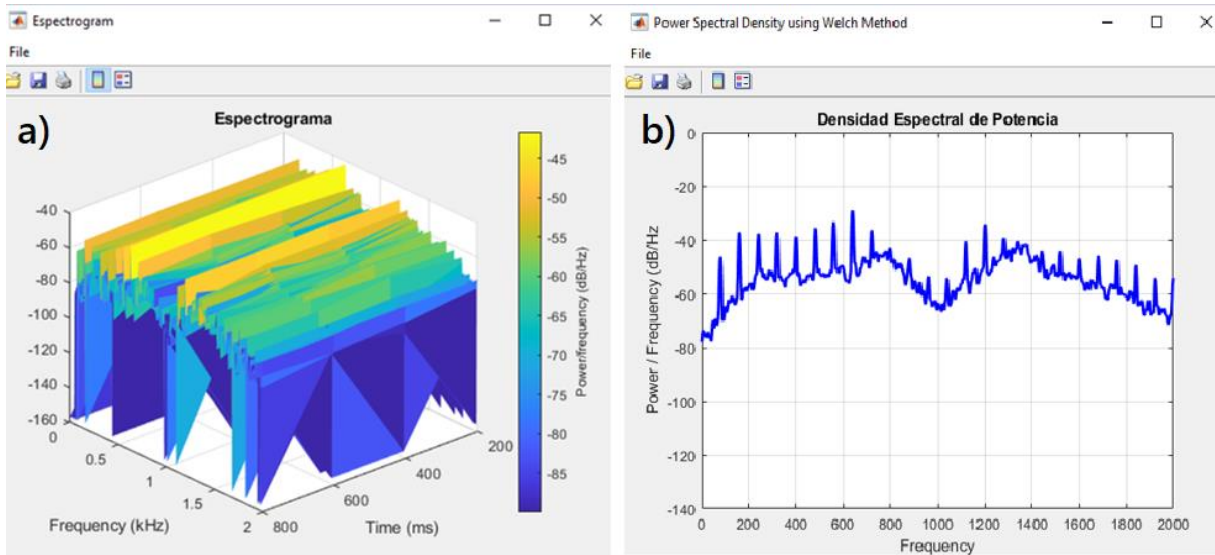 Espectrogram
File
a)
Espectrograma
-40
-60
-80
-100
-120
-140
-160
0
0.5
1
1.5
2
Frequency (kHz)
800
600
400
200
Time (ms)
-45
-50
-55
-60
-65
-70
-75
-80
-85
Power/frequency (dB/Hz)
Power Spectral Density using Welch Method
File
b)
Densidad Espectral de Potencia
0
-20
-40
-60
-80
-100
-120
-140
Power / Frequency (dB/Hz)
0 200 400 600 800 1000 1200 1400 1600 1800 2000
Frequency